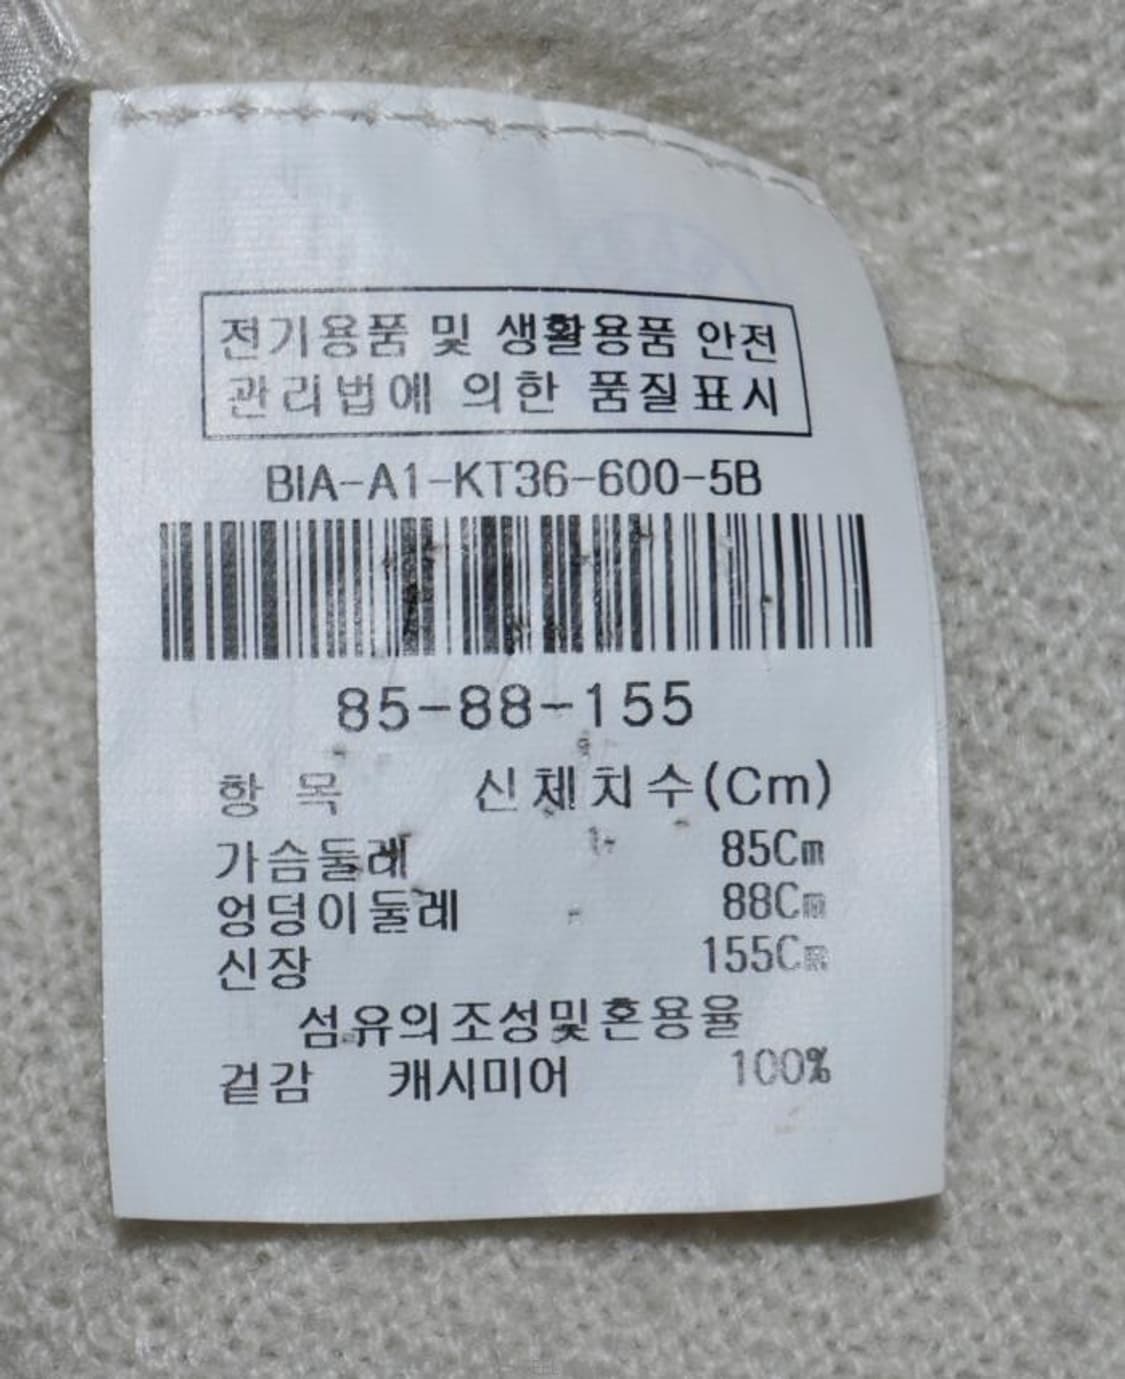 전기용품 및 생활용품 안전
관리법에 의한 품질표시
BIA-A1-KT36-600-5B
85-88-155
항 목 신체치수(Cm)
가슴둘레 85Cm
엉덩이둘레 88Cm
신장 155Cm
섬유의조성및혼용율
겉감 캐시미어 100%